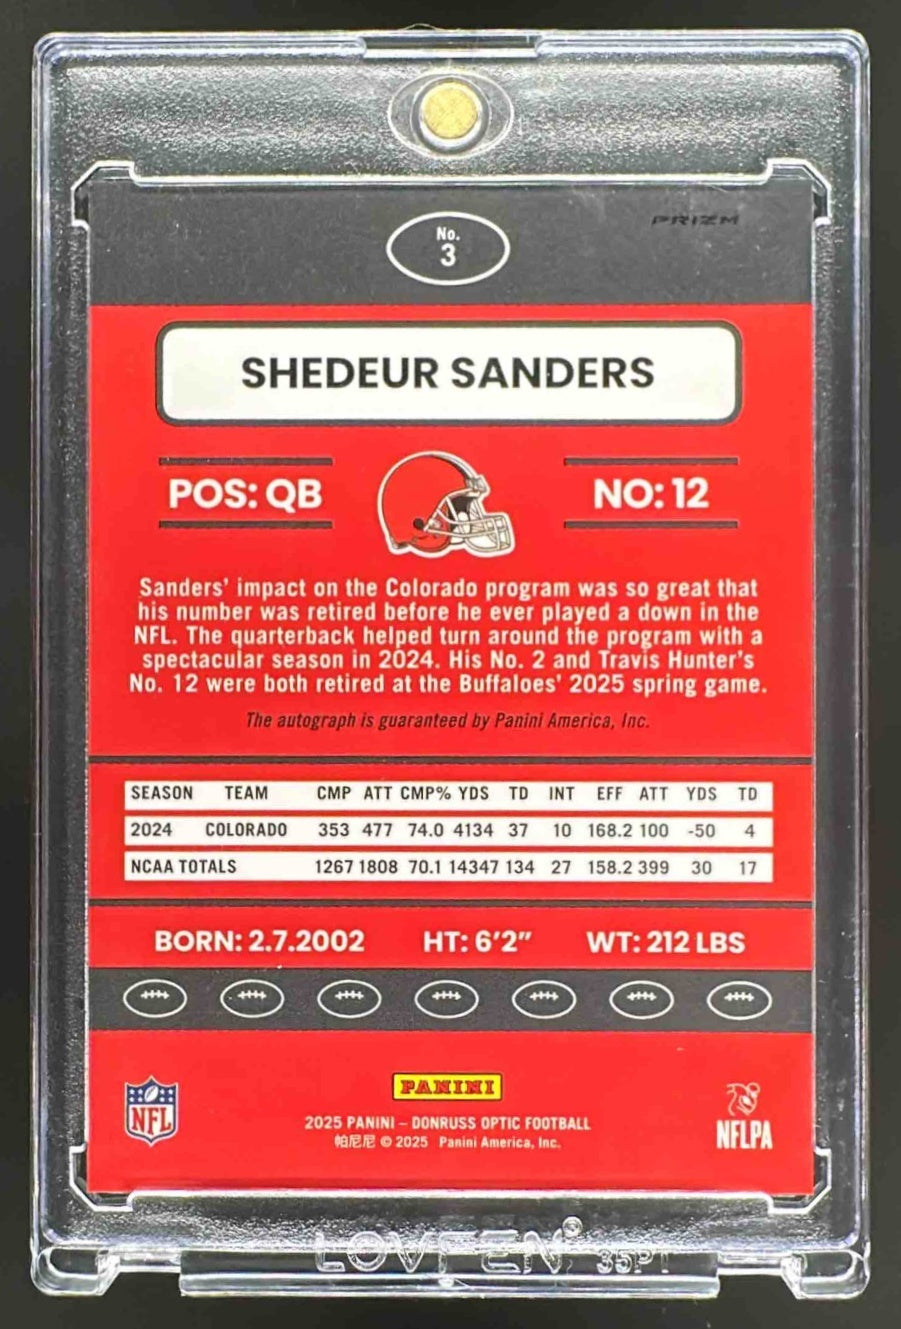 PRIZM
No.
3
SHEDEUR SANDERS
POS: QB
NO: 12
Sanders' impact on the Colorado program was so great that
his number was retired before he ever played a down in the
NFL. The quarterback helped turn around the program with a
spectacular season in 2024. His No. 2 and Travis Hunter's
No. 12 were both retired at the Buffaloes' 2025 spring game.
The autograph is guaranteed by Panini America, Inc.
SEASON TEAM CMP ATT CMP% YDS TD INT EFF ATT YDS TD
2024 COLORADO 353 477 74.0 4134 37 10 168.2 100 -50 4
NCAA TOTALS 1267 1808 70.1 14347 134 27 158.2 399 30 17
BORN: 2.7.2002 HT: 6'2" WT: 212 LBS
PANINI
NFL
2025 PANINI – DONRUSS OPTIC FOOTBALL
帕尼尼 © 2025 Panini America, Inc.
NFLPA
LOVEEN® 35PT